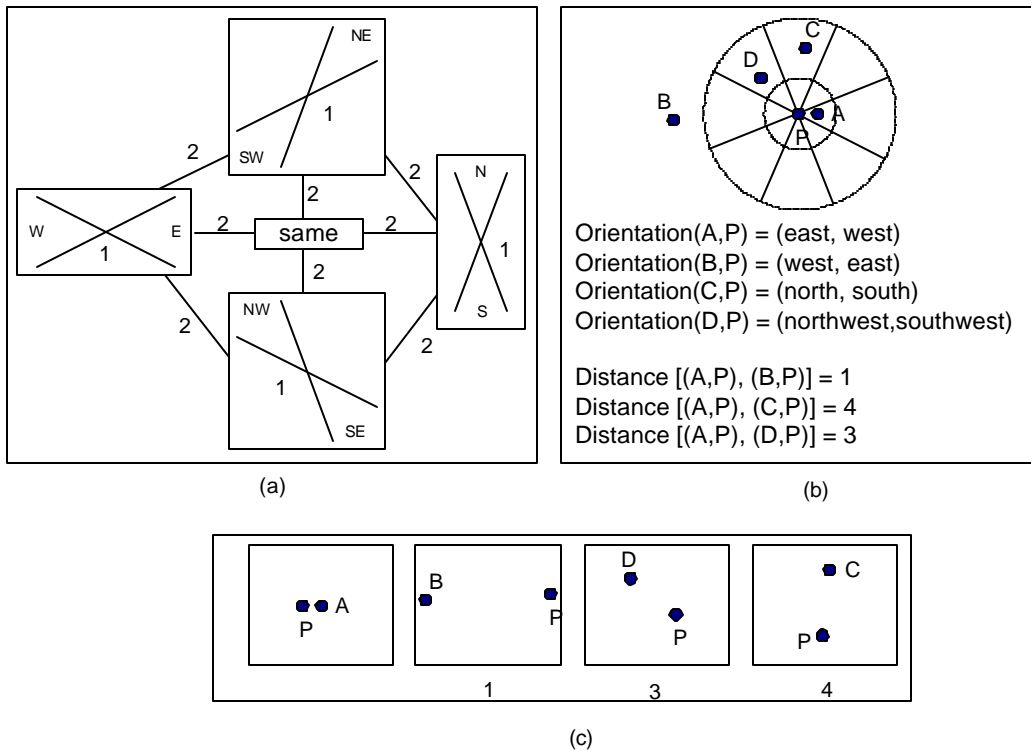 NE
1
SW
2
2
2
N
1
S
W
1
E
2
same
2
2
2
2
NW
1
SE
(a)
C
D
B
A
P
Orientation(A,P) = (east, west)
Orientation(B,P) = (west, east)
Orientation(C,P) = (north, south)
Orientation(D,P) = (northwest,southwest)
Distance [(A,P), (B,P)] = 1
Distance [(A,P), (C,P)] = 4
Distance [(A,P), (D,P)] = 3
(b)
A
P
B
P
1
D
P
3
C
P
4
(c)